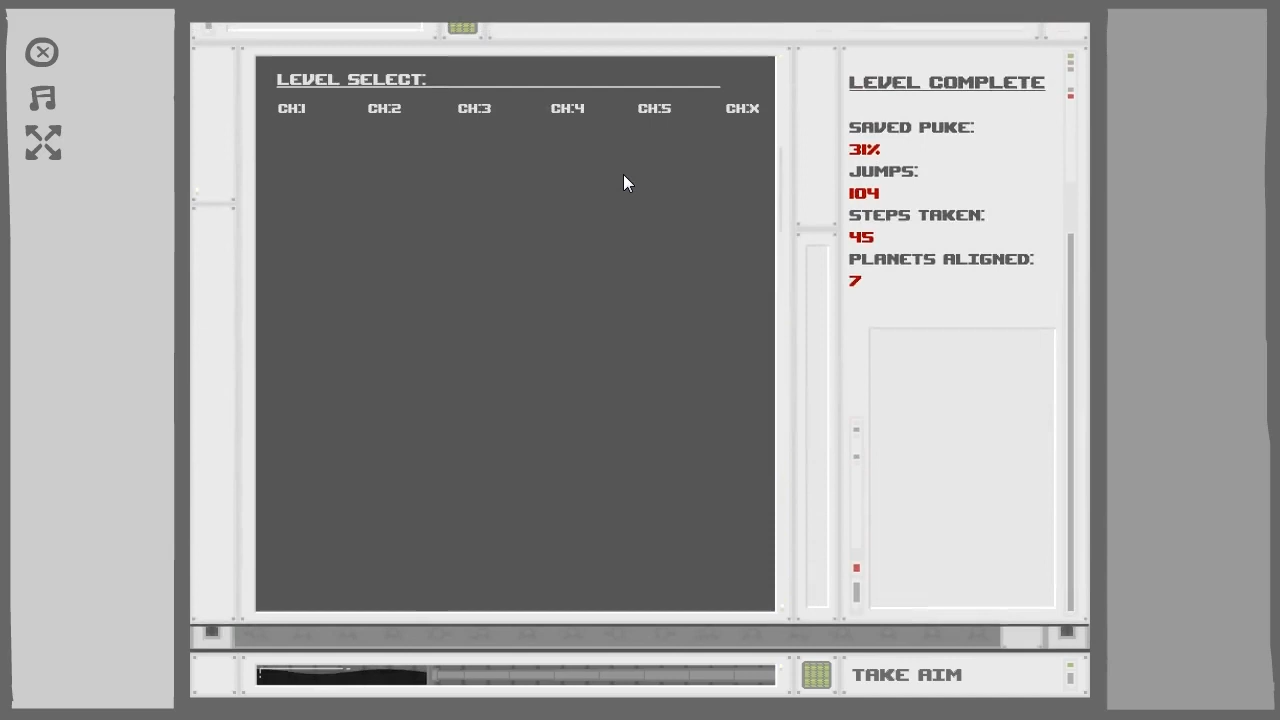 LEVEL SELECT:
CH:1 CH:2 CH:3 CH:4 CH:5 CH:X
LEVEL COMPLETE
SAVED PUKE:
31%
JUMPS:
104
STEPS TAKEN:
45
PLANETS ALIGNED:
7
TAKE AIM